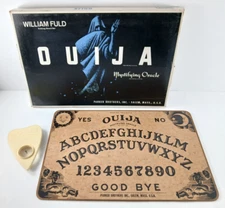 WILLIAM FULD
OUIJA
Mystifying Oracle
PARKER BROTHERS, INC. · SALEM, MASS., U.S.A.
YES OUIJA NO
ABCDEFGHIJKLM
NOPQRSTUVWXYZ
1234567890
GOOD BYE